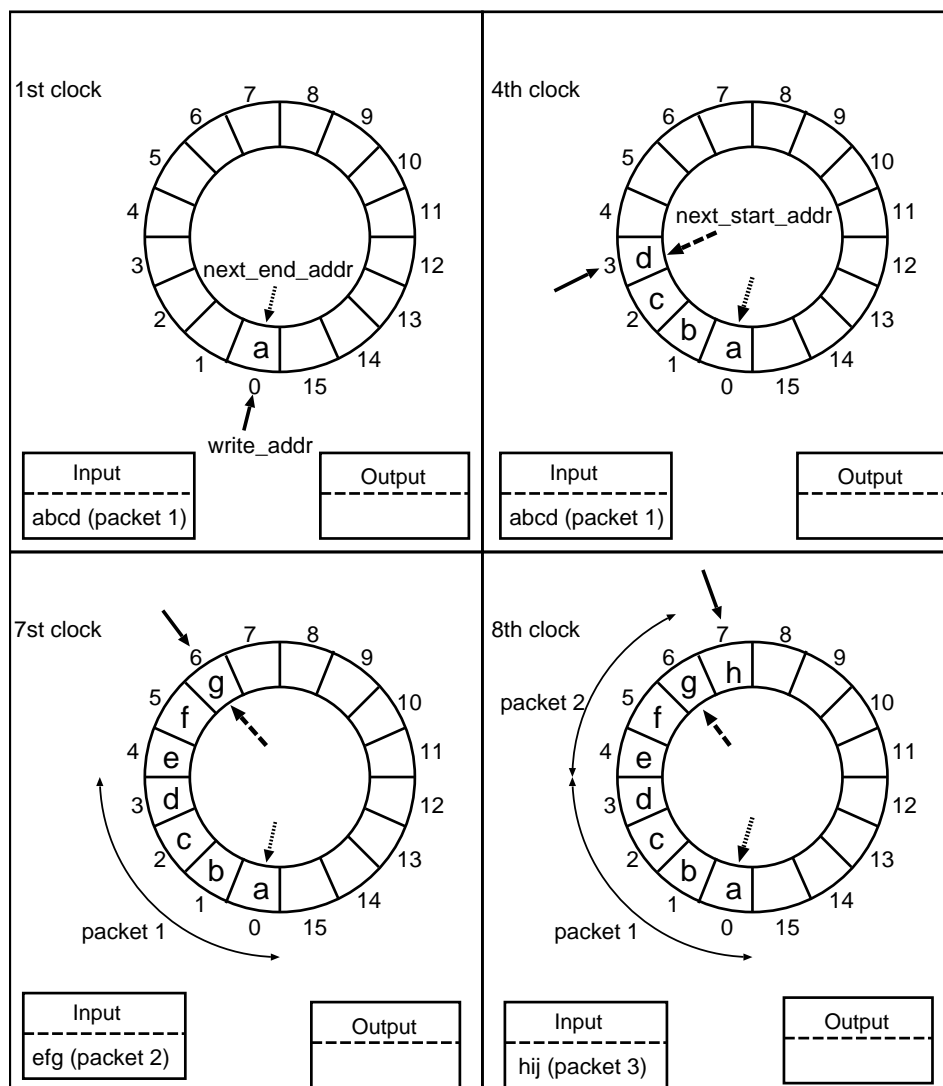 1st clock
7 8
6 9
5 10
4 11
next_end_addr
3 12
2 13
a
1 14
0 15
write_addr
Input
abcd (packet 1)
Output
4th clock
7 8
6 9
5 10
4 11
next_start_addr
3 d 12
c
2 b 13
a
1 14
0 15
Input
abcd (packet 1)
Output
7st clock
7 8
6 9
g
5 f 10
4 e 11
3 d 12
c
2 b 13
a
1 14
0 15
packet 1
Input
efg (packet 2)
Output
8th clock
7 8
6 9
g h
packet 2
5 f 10
4 e 11
3 d 12
c
2 b 13
a
1 14
0 15
packet 1
Input
hij (packet 3)
Output